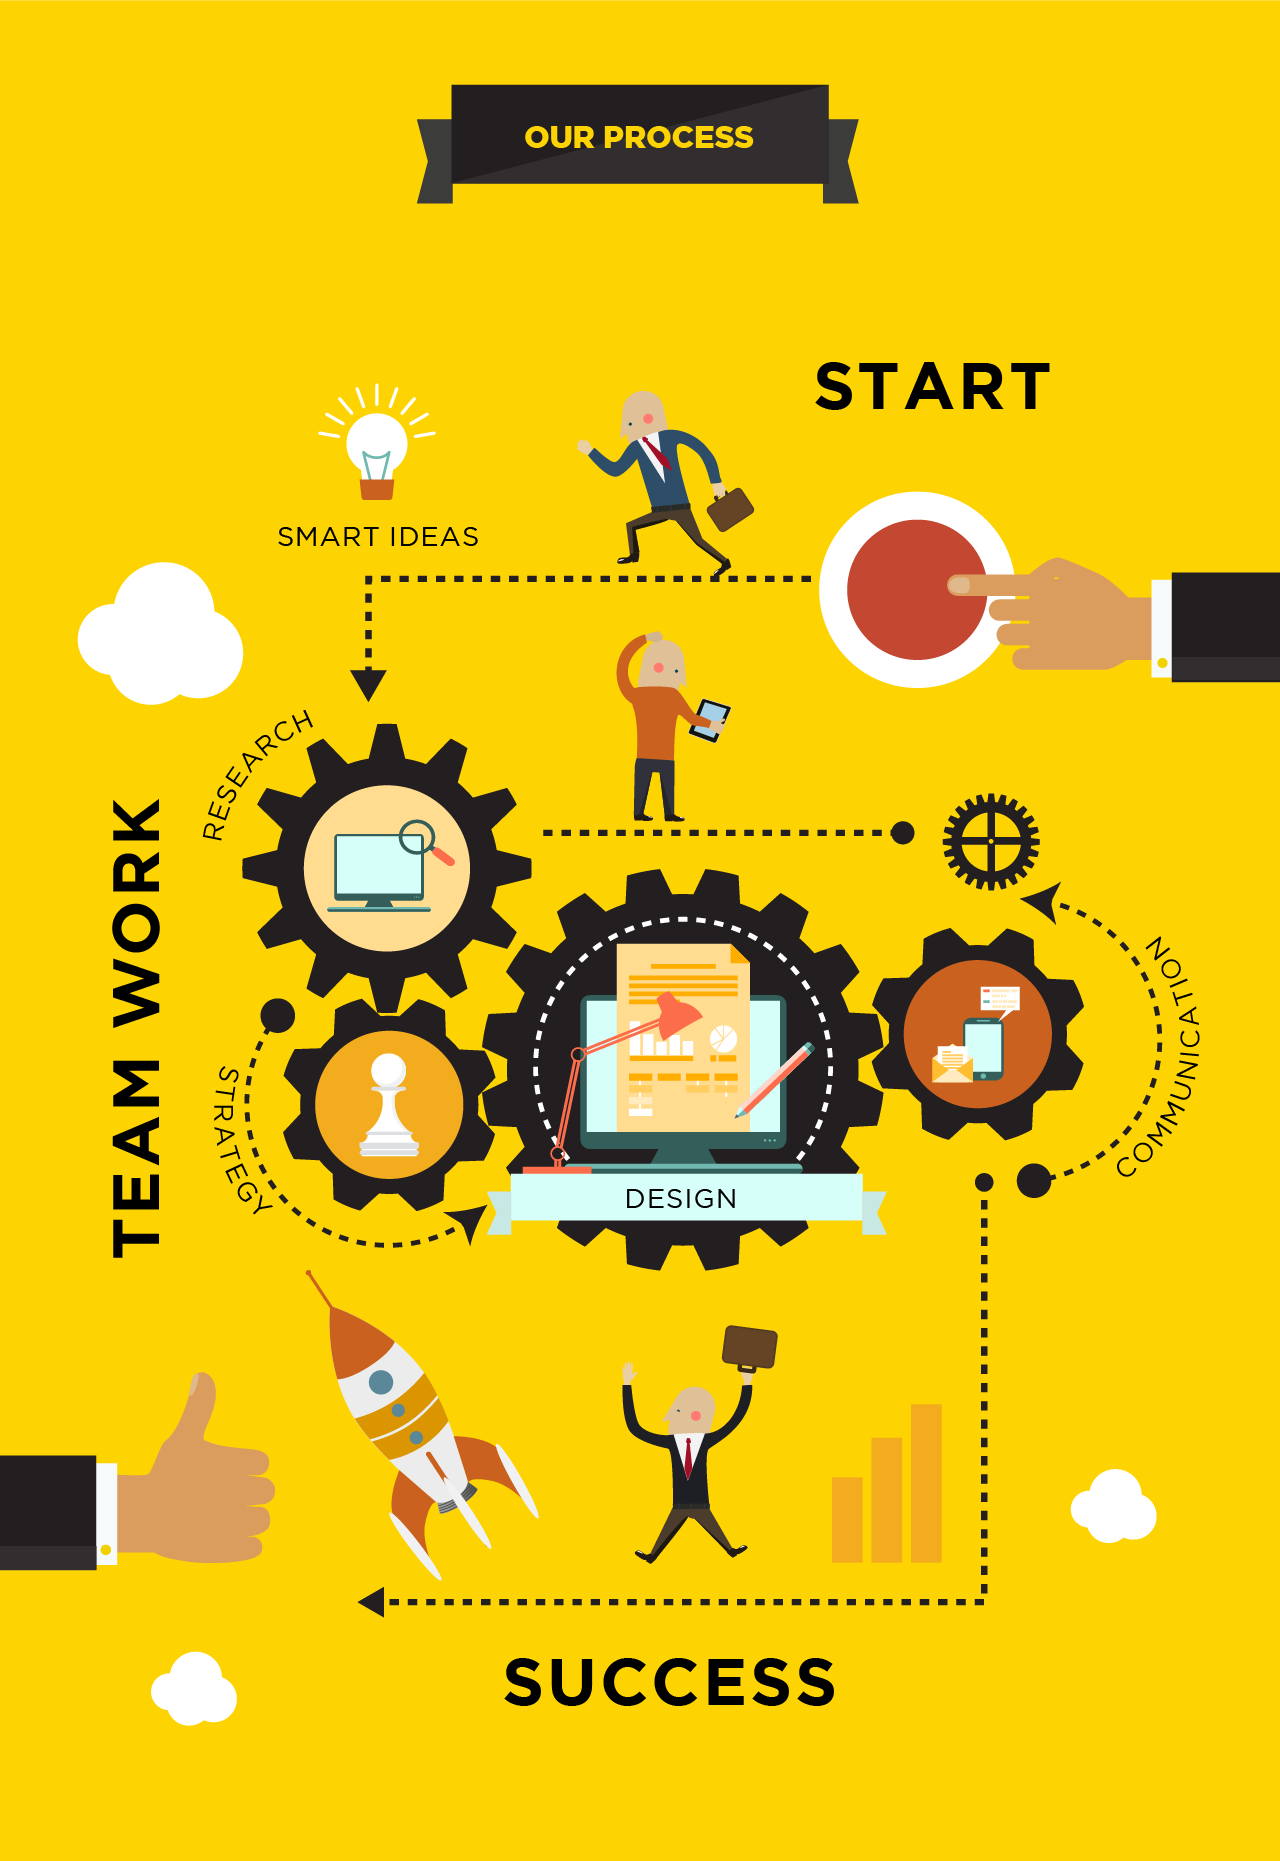 OUR PROCESS
START
SMART IDEAS
RESEARCH
TEAM WORK
COMMUNICATION
STRATEGY
DESIGN
SUCCESS